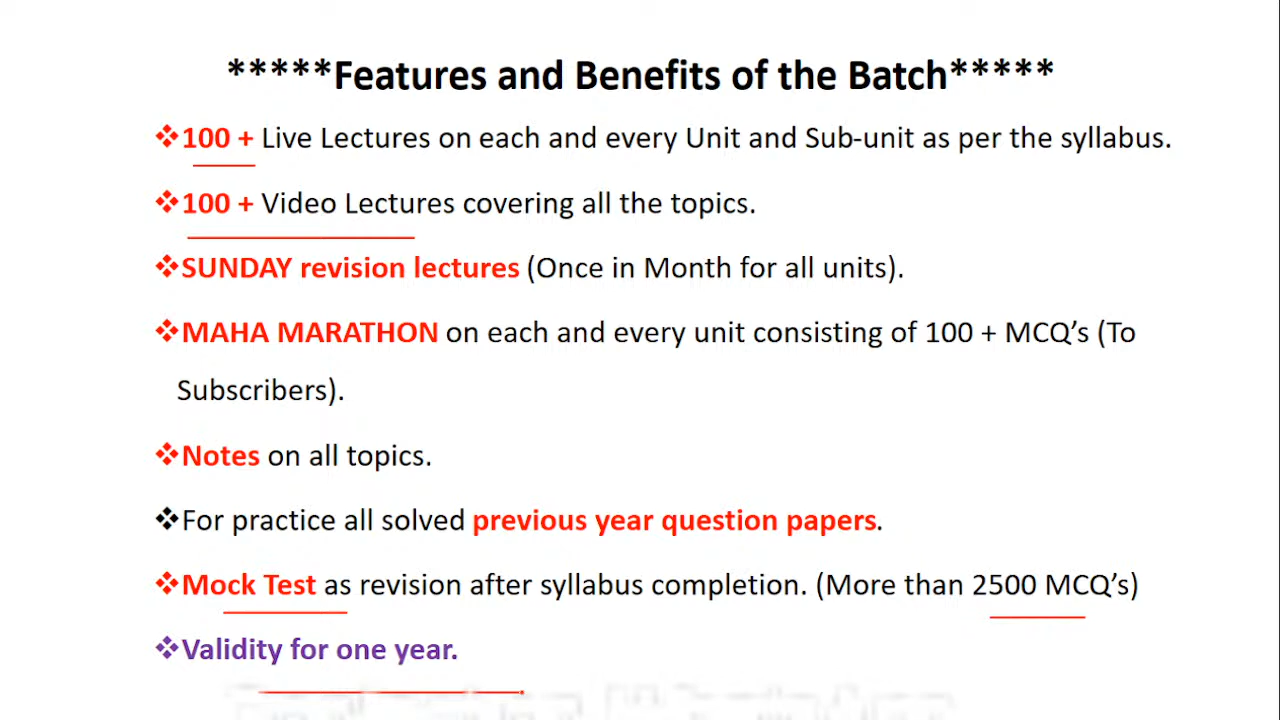 *****Features and Benefits of the Batch*****
❖100 + Live Lectures on each and every Unit and Sub-unit as per the syllabus.
❖100 + Video Lectures covering all the topics.
❖SUNDAY revision lectures (Once in Month for all units).
❖MAHA MARATHON on each and every unit consisting of 100 + MCQ’s (To
Subscribers).
❖Notes on all topics.
❖For practice all solved previous year question papers.
❖Mock Test as revision after syllabus completion. (More than 2500 MCQ’s)
❖Validity for one year.